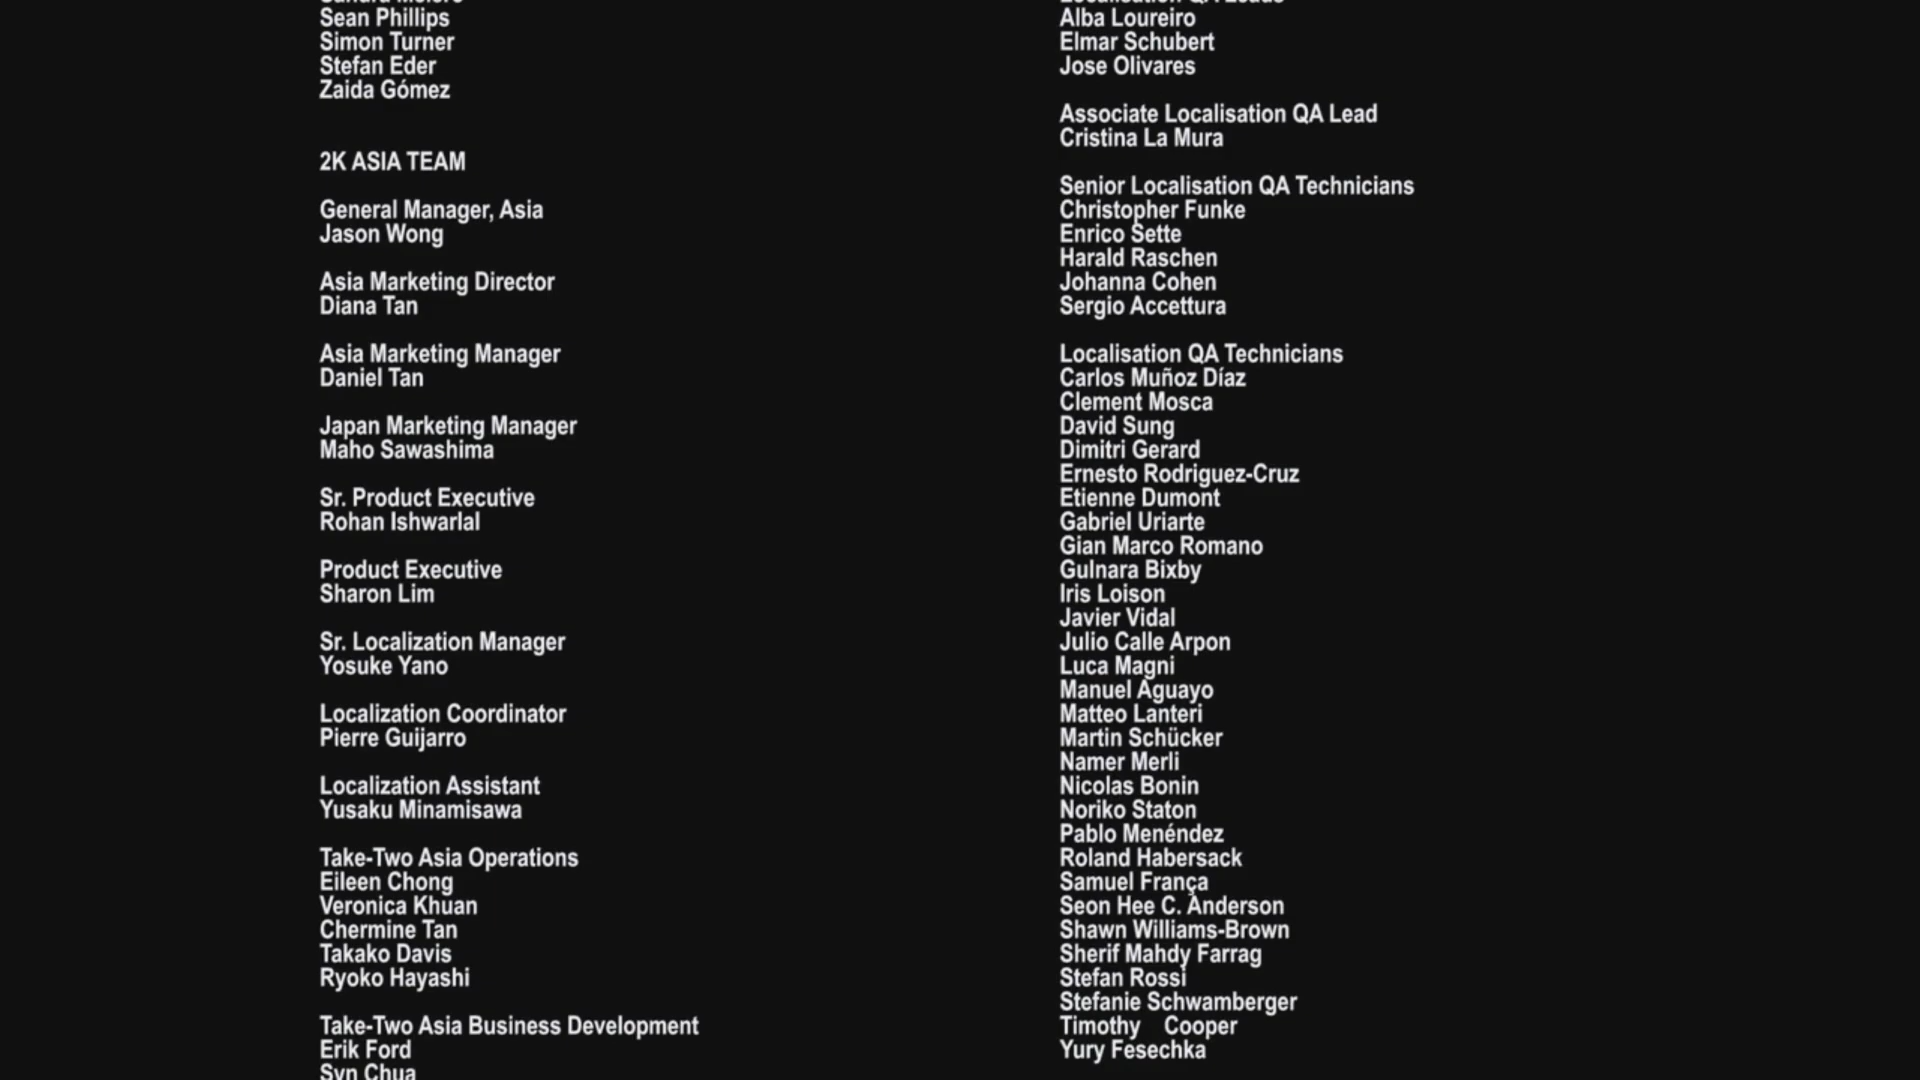 Sean Phillips
Simon Turner
Stefan Eder
Zaida Gómez
2K ASIA TEAM
General Manager, Asia
Jason Wong
Asia Marketing Director
Diana Tan
Asia Marketing Manager
Daniel Tan
Japan Marketing Manager
Maho Sawashima
Sr. Product Executive
Rohan Ishwarlal
Product Executive
Sharon Lim
Sr. Localization Manager
Yosuke Yano
Localization Coordinator
Pierre Guijarro
Localization Assistant
Yusaku Minamisawa
Take-Two Asia Operations
Eileen Chong
Veronica Khuan
Chermine Tan
Takako Davis
Ryoko Hayashi
Take-Two Asia Business Development
Erik Ford
Syn Chua
Localisation QA Leads
Alba Loureiro
Elmar Schubert
Jose Olivares
Associate Localisation QA Lead
Cristina La Mura
Senior Localisation QA Technicians
Christopher Funke
Enrico Sette
Harald Raschen
Johanna Cohen
Sergio Accettura
Localisation QA Technicians
Carlos Muñoz Díaz
Clement Mosca
David Sung
Dimitri Gerard
Ernesto Rodriguez-Cruz
Etienne Dumont
Gabriel Uriarte
Gian Marco Romano
Gulnara Bixby
Iris Loison
Javier Vidal
Julio Calle Arpon
Luca Magni
Manuel Aguayo
Matteo Lanteri
Martin Schücker
Namer Merli
Nicolas Bonin
Noriko Staton
Pablo Menéndez
Roland Habersack
Samuel França
Seon Hee C. Anderson
Shawn Williams-Brown
Sherif Mahdy Farrag
Stefan Rossi
Stefanie Schwamberger
Timothy    Cooper
Yury Fesechka